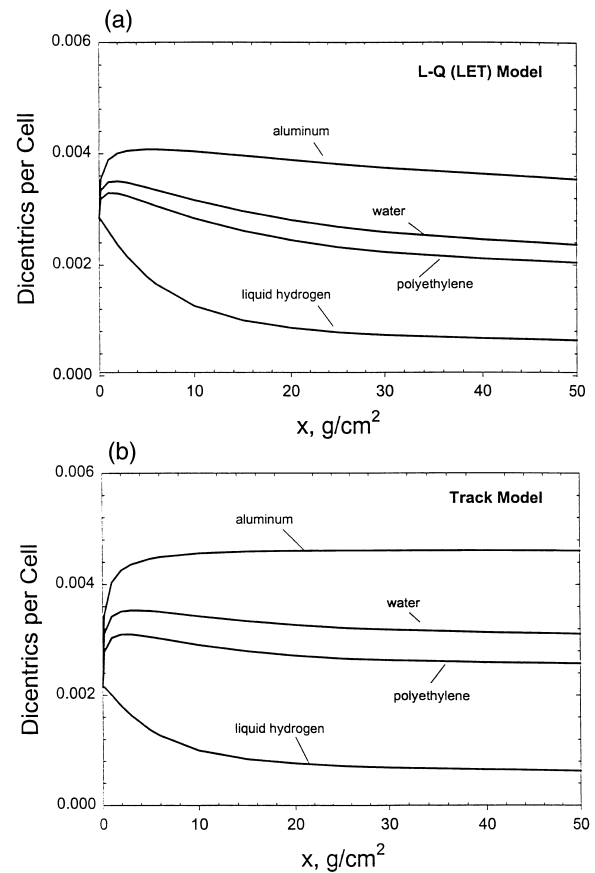 (a)
0.006
L-Q (LET) Model
aluminum
0.004
water
0.002
polyethylene
liquid hydrogen
0.000
0 10 20 30 40 50
x, g/cm²
Dicentrics per Cell
(b)
0.006
Track Model
aluminum
0.004
water
polyethylene
0.002
liquid hydrogen
0.000
0 10 20 30 40 50
x, g/cm²
Dicentrics per Cell